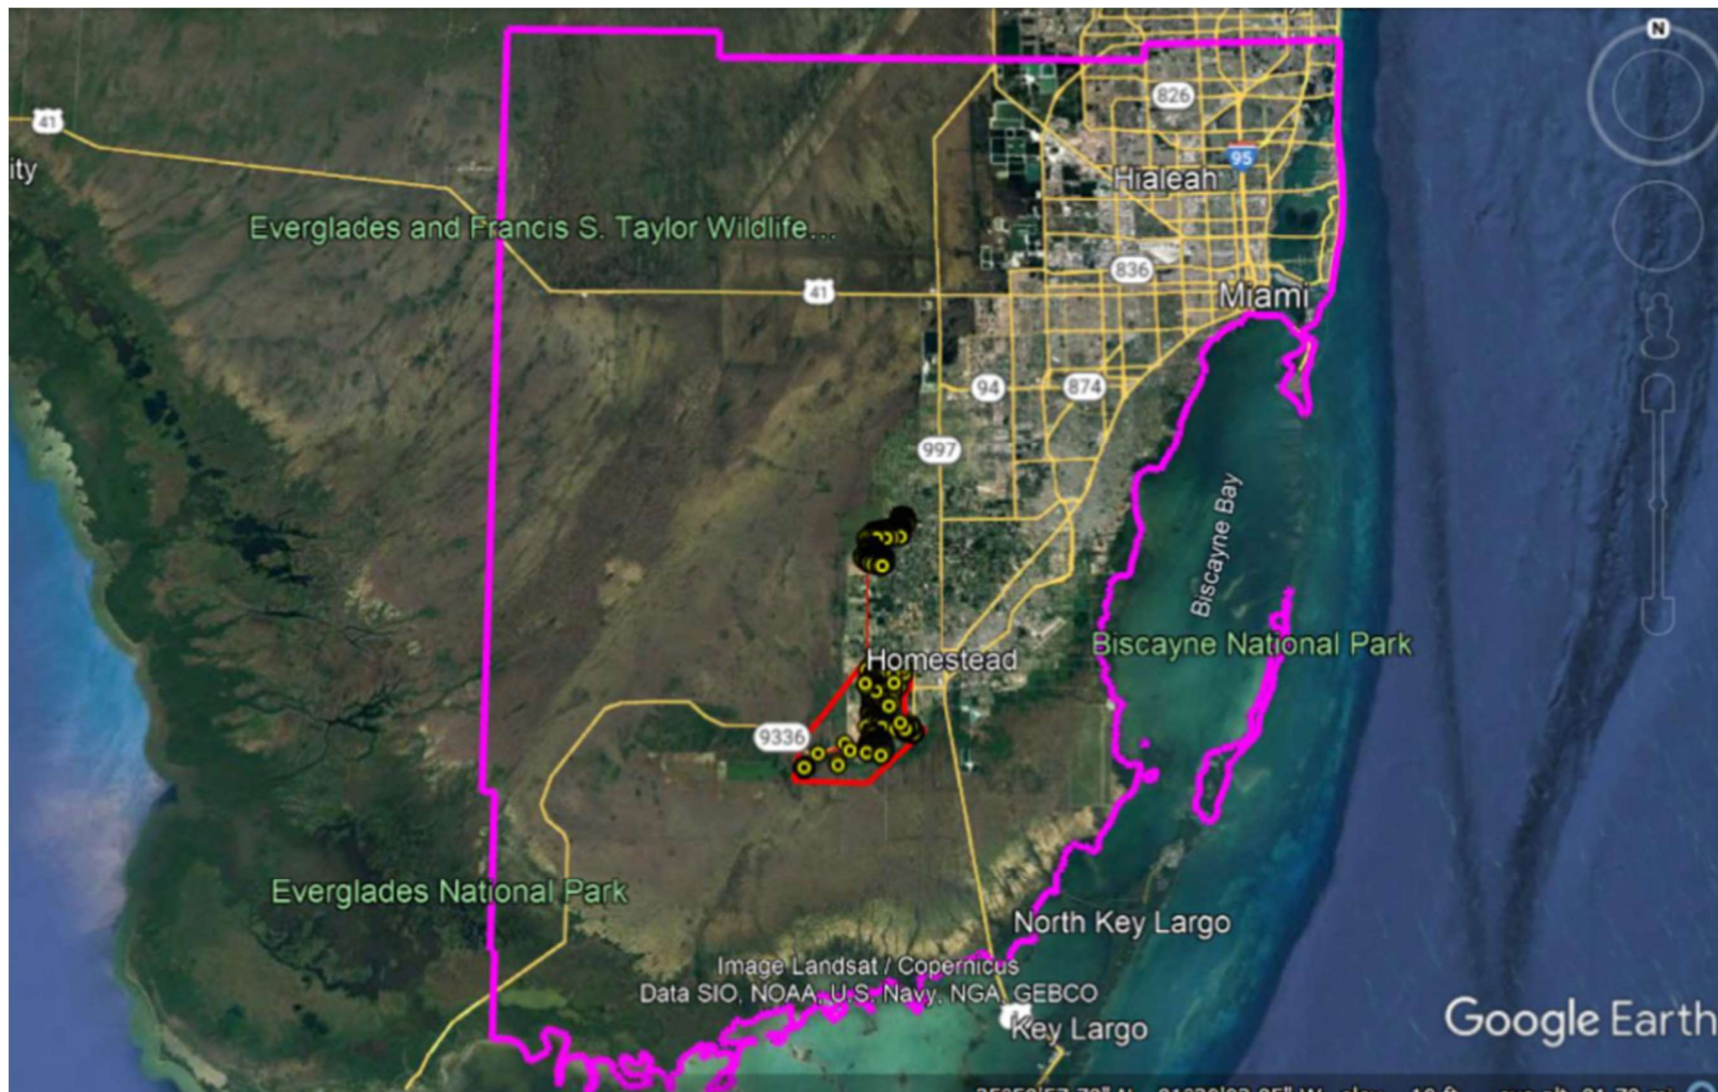 N
41
826
ity
95
Hialeah
Everglades and Francis S. Taylor Wildlife...
836
41
Miami
94
874
997
Biscayne Bay
Biscayne National Park
Homestead
9336
Everglades National Park
North Key Largo
Image Landsat / Copernicus
Data SIO, NOAA, U.S. Navy, NGA, GEBCO
Google Earth
Key Largo